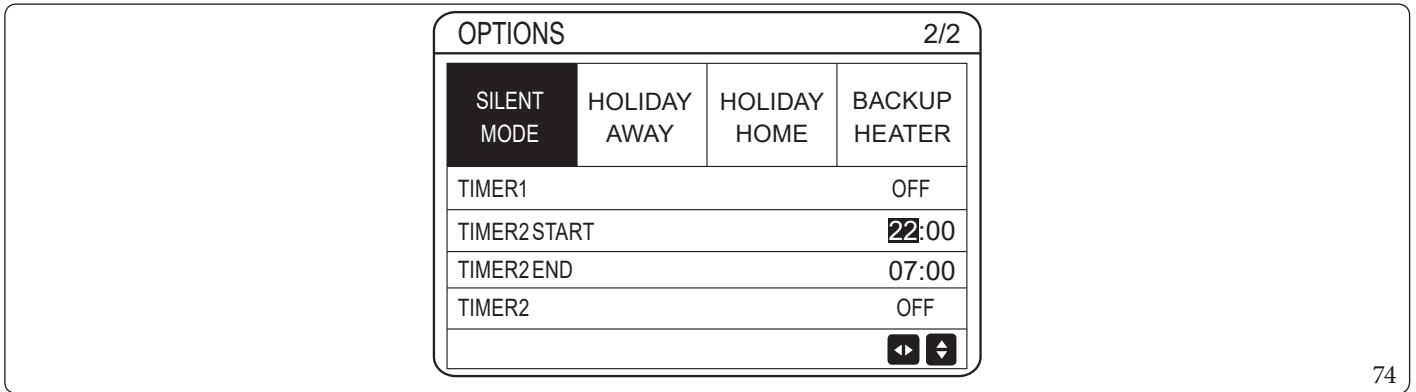 OPTIONS 2/2
SILENT MODE HOLIDAY AWAY HOLIDAY HOME BACKUP HEATER
TIMER1 OFF
TIMER2 START 22:00
TIMER2 END 07:00
TIMER2 OFF
74